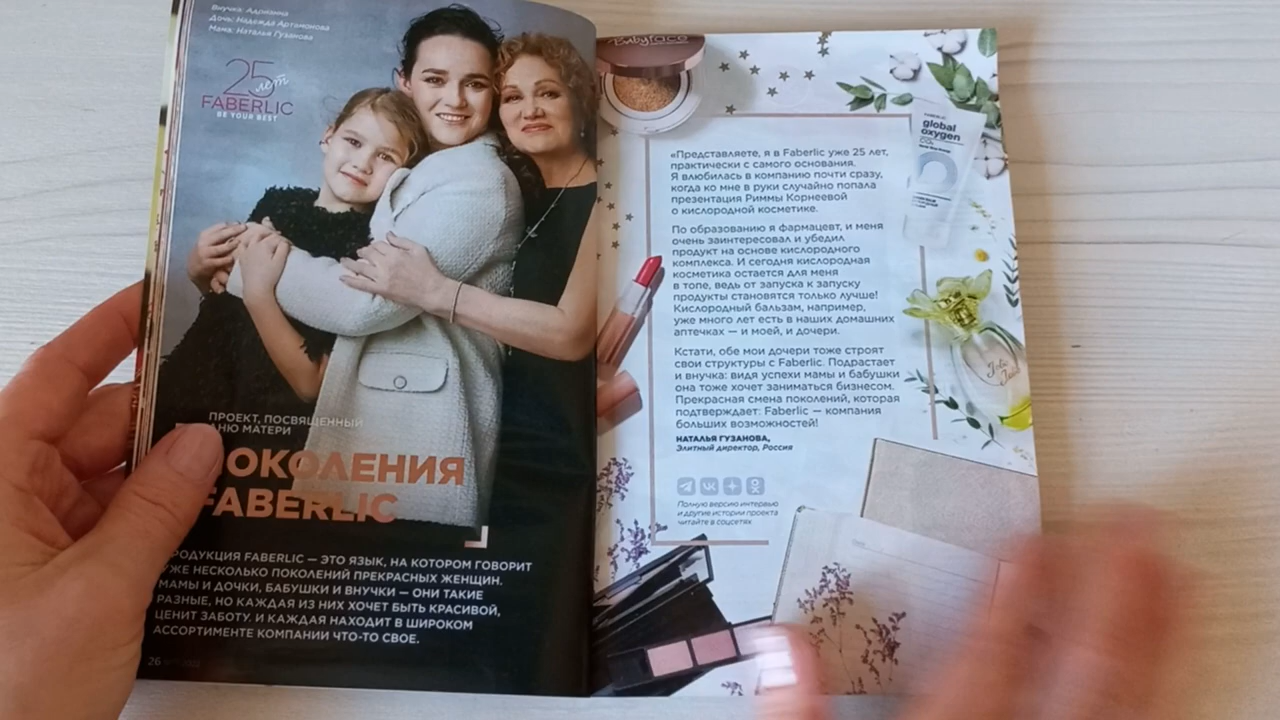 Внучка: Адрианна
Дочь: Надежда Артамонова
Мама: Наталья Гузанова
25 лет
FABERLIC
BE YOUR BEST
ПРОЕКТ, ПОСВЯЩЕННЫЙ
ДНЮ МАТЕРИ
ПОКОЛЕНИЯ
FABERLIC
ПРОДУКЦИЯ FABERLIC — ЭТО ЯЗЫК, НА КОТОРОМ ГОВОРИТ
УЖЕ НЕСКОЛЬКО ПОКОЛЕНИЙ ПРЕКРАСНЫХ ЖЕНЩИН.
МАМЫ И ДОЧКИ, БАБУШКИ И ВНУЧКИ — ОНИ ТАКИЕ
РАЗНЫЕ, НО КАЖДАЯ ИЗ НИХ ХОЧЕТ БЫТЬ КРАСИВОЙ,
ЦЕНИТ ЗАБОТУ. И КАЖДАЯ НАХОДИТ В ШИРОКОМ
АССОРТИМЕНТЕ КОМПАНИИ ЧТО-ТО СВОЕ.
26
Babyface
FABERLIC
global
oxygen
«Представляете, я в Faberlic уже 25 лет,
практически с самого основания.
Я влюбилась в компанию почти сразу,
когда ко мне в руки случайно попала
презентация Риммы Корнеевой
о кислородной косметике.
По образованию я фармацевт, и меня
очень заинтересовал и убедил
продукт на основе кислородного
комплекса. И сегодня кислородная
косметика остается для меня
в топе, ведь от запуска к запуску
продукты становятся только лучше!
Кислородный бальзам, например,
уже много лет есть в наших домашних
аптечках — и моей, и дочери.
Кстати, обе мои дочери тоже строят
свои структуры с Faberlic. Подрастает
и внучка: видя успехи мамы и бабушки
она тоже хочет заниматься бизнесом.
Прекрасная смена поколений, которая
подтверждает: Faberlic — компания
больших возможностей!
НАТАЛЬЯ ГУЗАНОВА,
Элитный директор, Россия
Полную версию интервью
и другие истории проекта
читайте в соцсетях